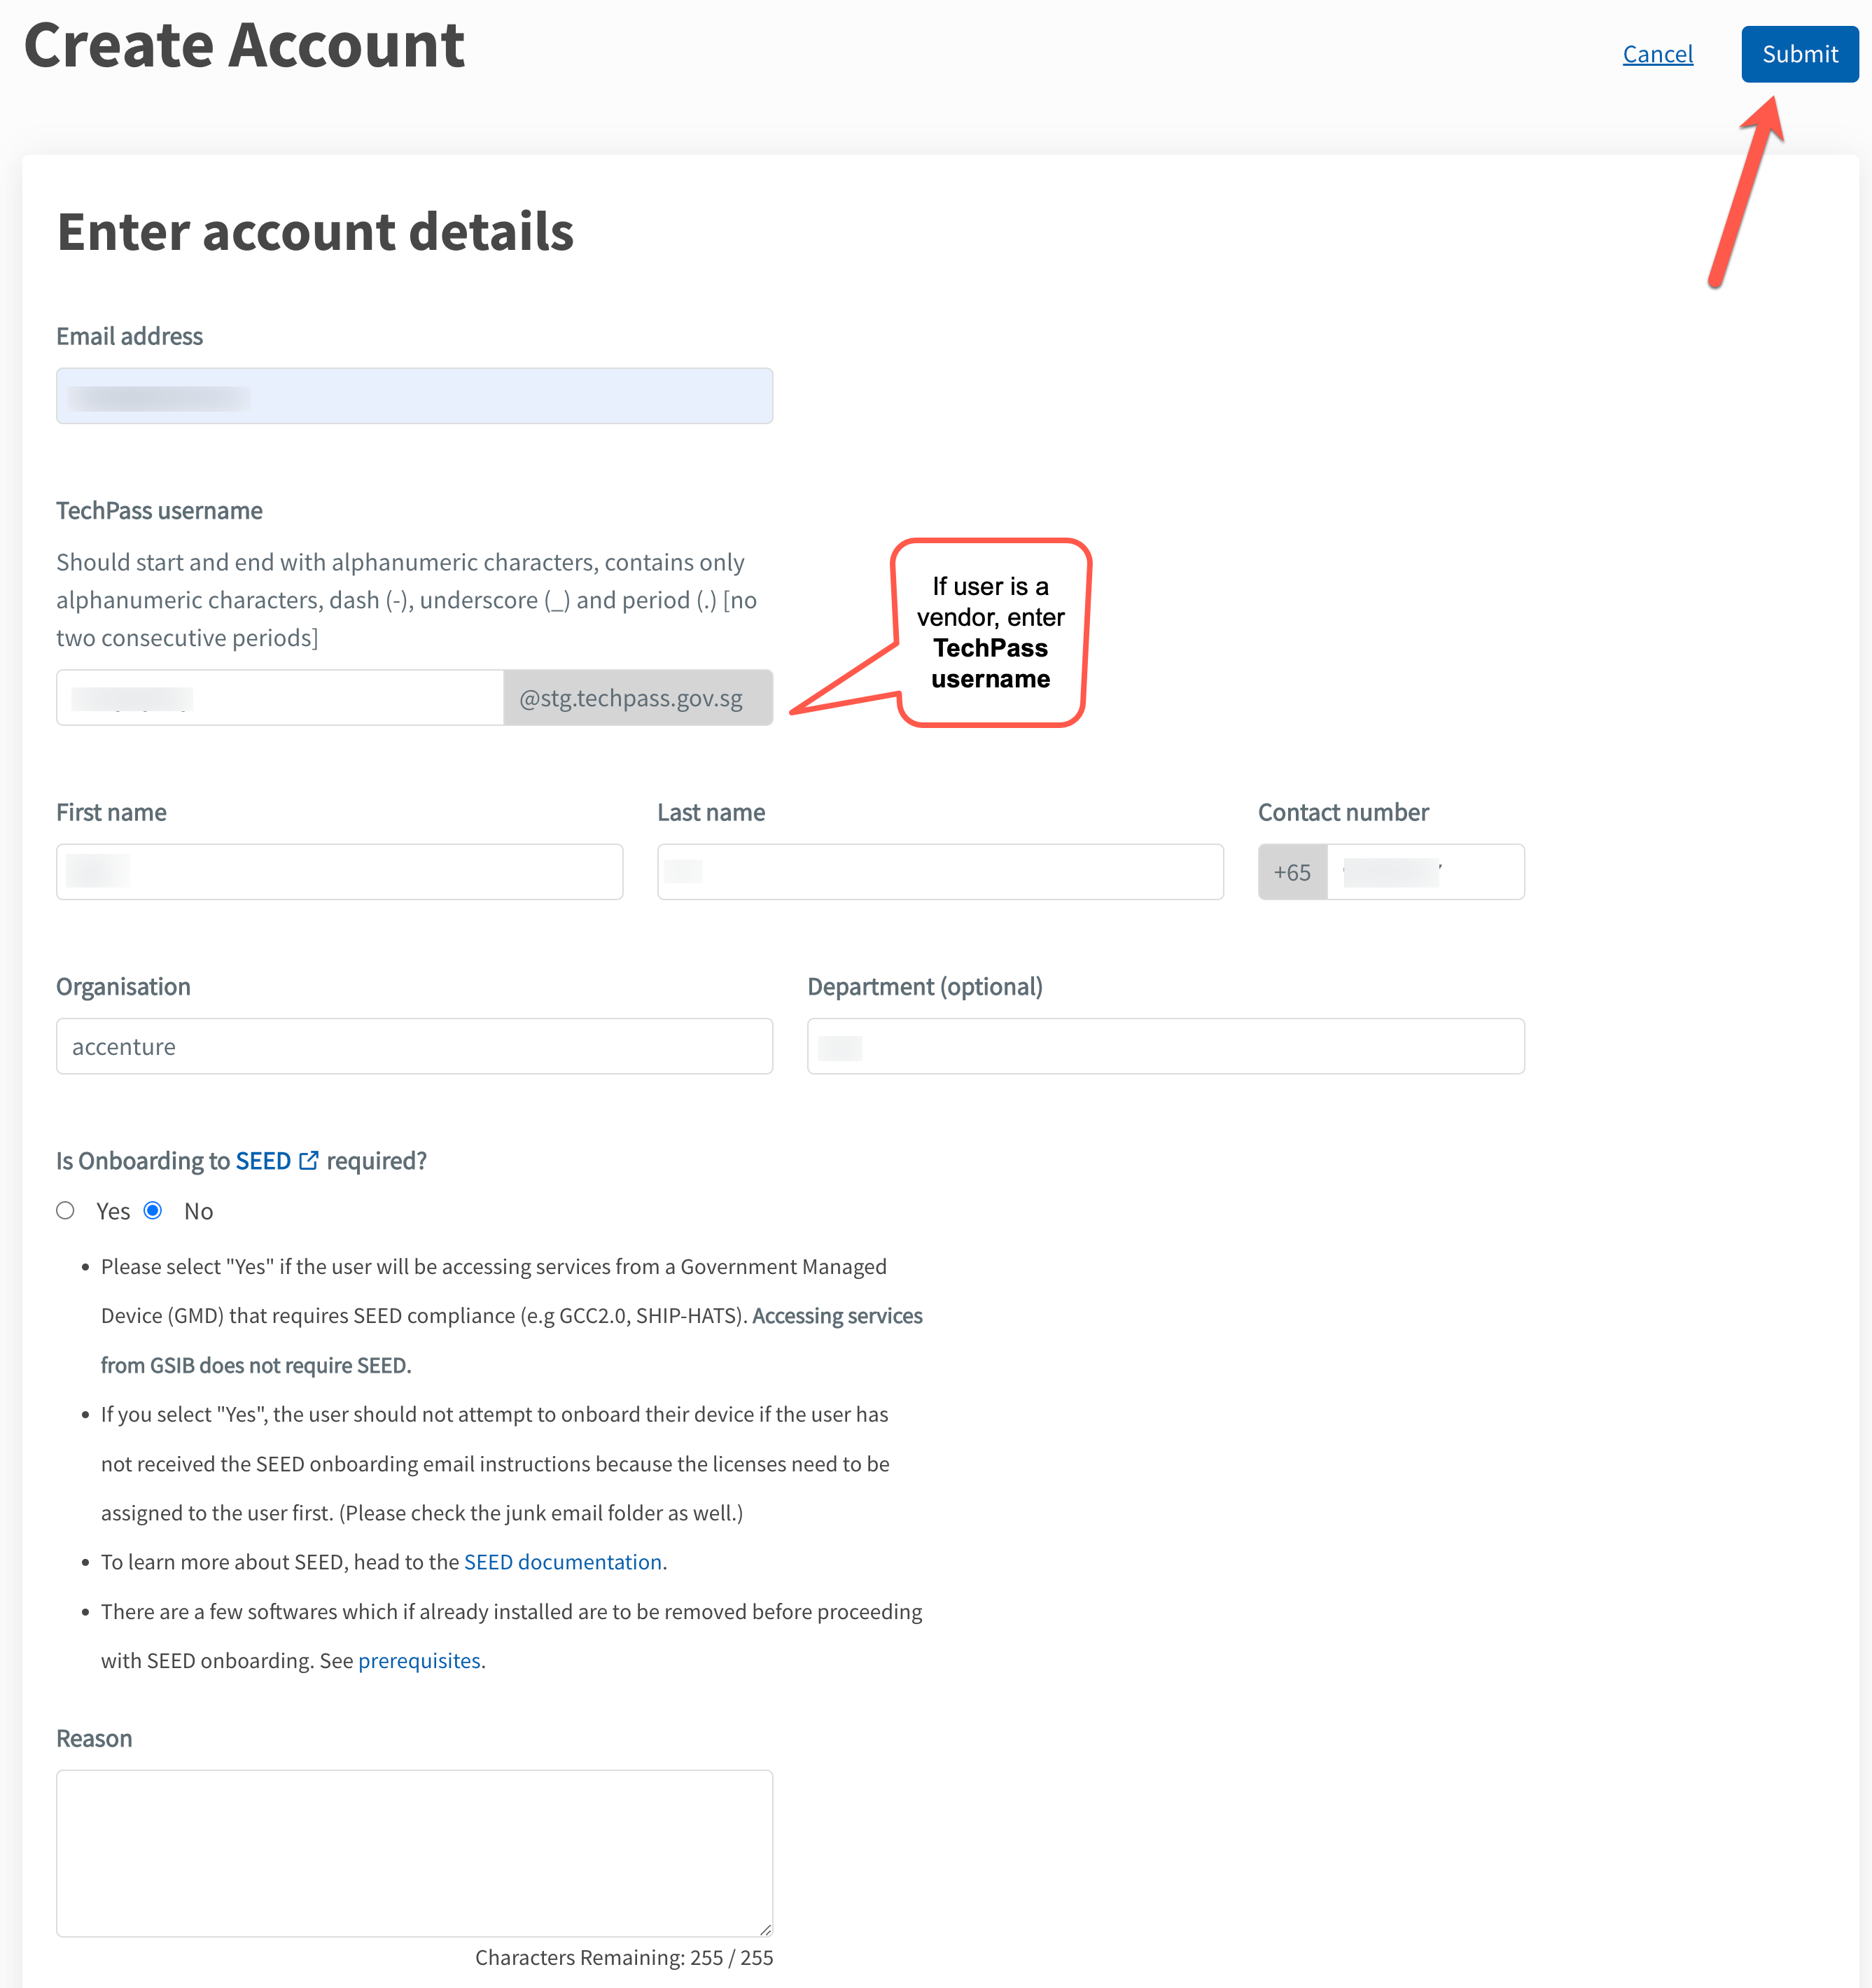 Create Account
Cancel
Submit
Enter account details
Email address
TechPass username
Should start and end with alphanumeric characters, contains only
alphanumeric characters, dash (-), underscore (_) and period (.) [no
two consecutive periods]
@stg.techpass.gov.sg
If user is a
vendor, enter
TechPass
username
First name
Last name
Contact number
+65
Organisation
Department (optional)
accenture
Is Onboarding to SEED required?
Yes
No
• Please select "Yes" if the user will be accessing services from a Government Managed
Device (GMD) that requires SEED compliance (e.g GCC2.0, SHIP-HATS). Accessing services
from GSIB does not require SEED.
• If you select "Yes", the user should not attempt to onboard their device if the user has
not received the SEED onboarding email instructions because the licenses need to be
assigned to the user first. (Please check the junk email folder as well.)
• To learn more about SEED, head to the SEED documentation.
• There are a few softwares which if already installed are to be removed before proceeding
with SEED onboarding. See prerequisites.
Reason
Characters Remaining: 255 / 255